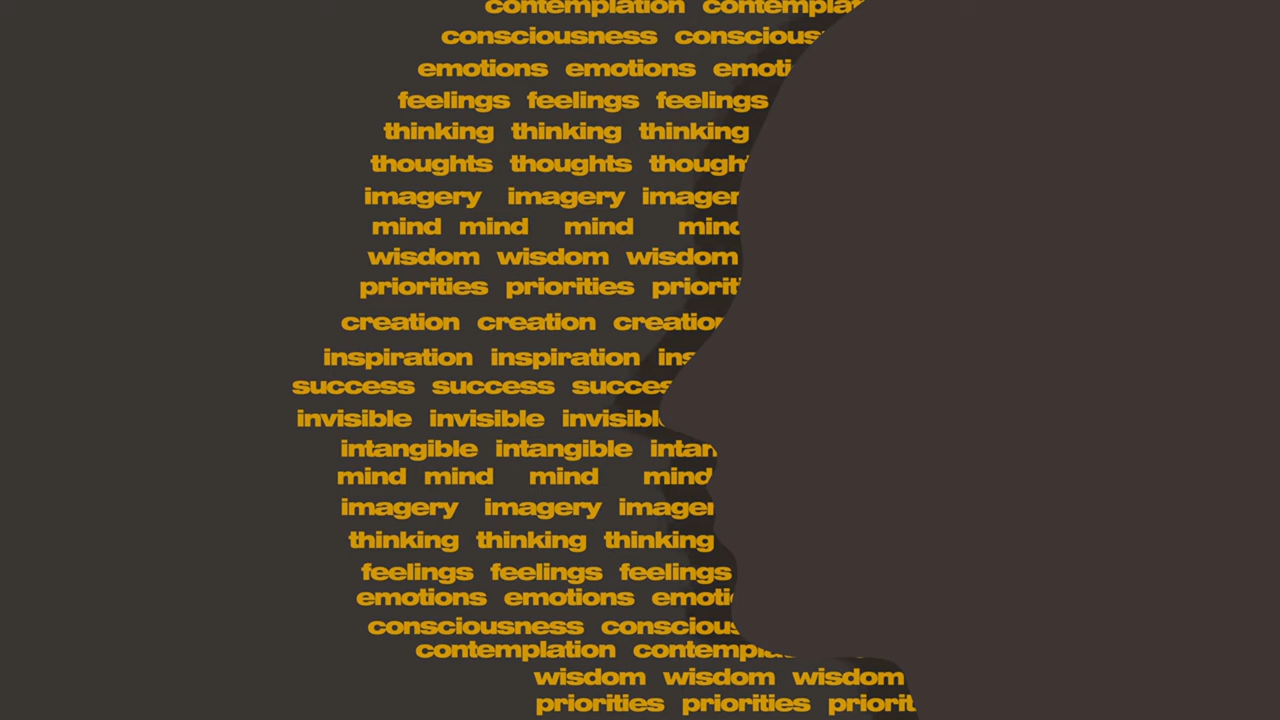 contemplation contemplat
consciousness conscious
emotions emotions emoti
feelings feelings feelings
thinking thinking thinking
thoughts thoughts though
imagery imagery imager
mind mind mind mind
wisdom wisdom wisdom
priorities priorities priorit
creation creation creation
inspiration inspiration ins
success success succes
invisible invisible invisibl
intangible intangible intan
mind mind mind mind
imagery imagery imager
thinking thinking thinking
feelings feelings feelings
emotions emotions emoti
consciousness conscious
contemplation contempla
wisdom wisdom wisdom
priorities priorities priorit